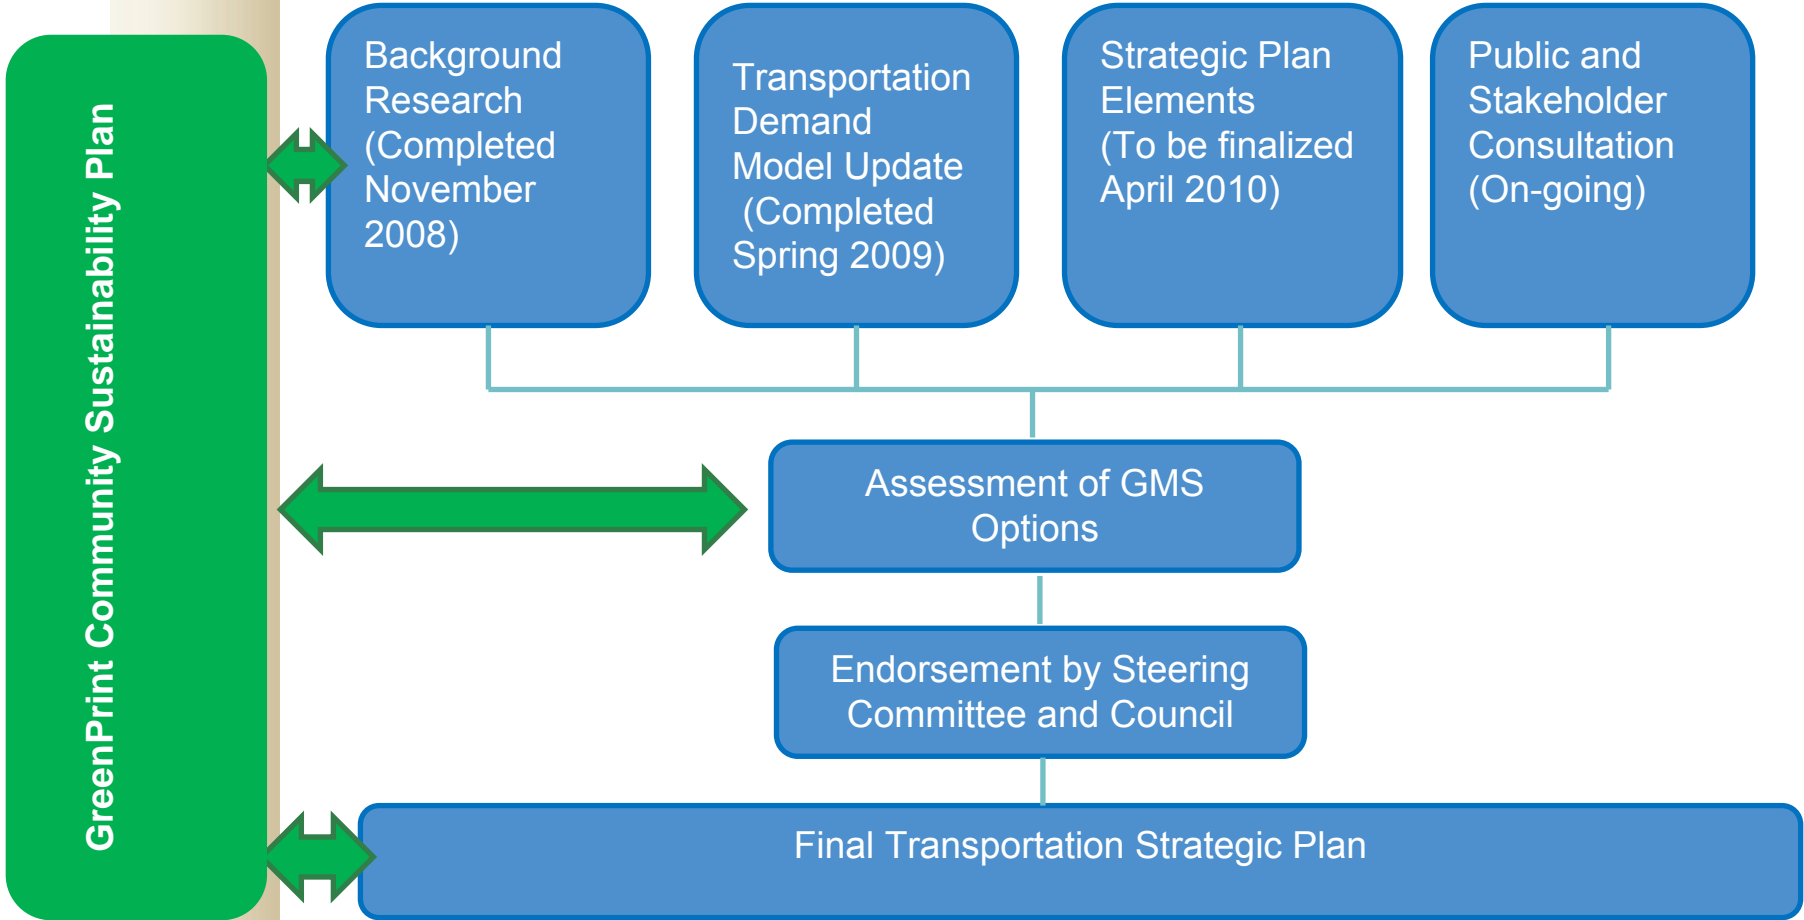 GreenPrint Community Sustainability Plan
Background
Research
(Completed
November
2008)
Transportation
Demand
Model Update
(Completed
Spring 2009)
Strategic Plan
Elements
(To be finalized
April 2010)
Public and
Stakeholder
Consultation
(On-going)
Assessment of GMS
Options
Endorsement by Steering
Committee and Council
Final Transportation Strategic Plan